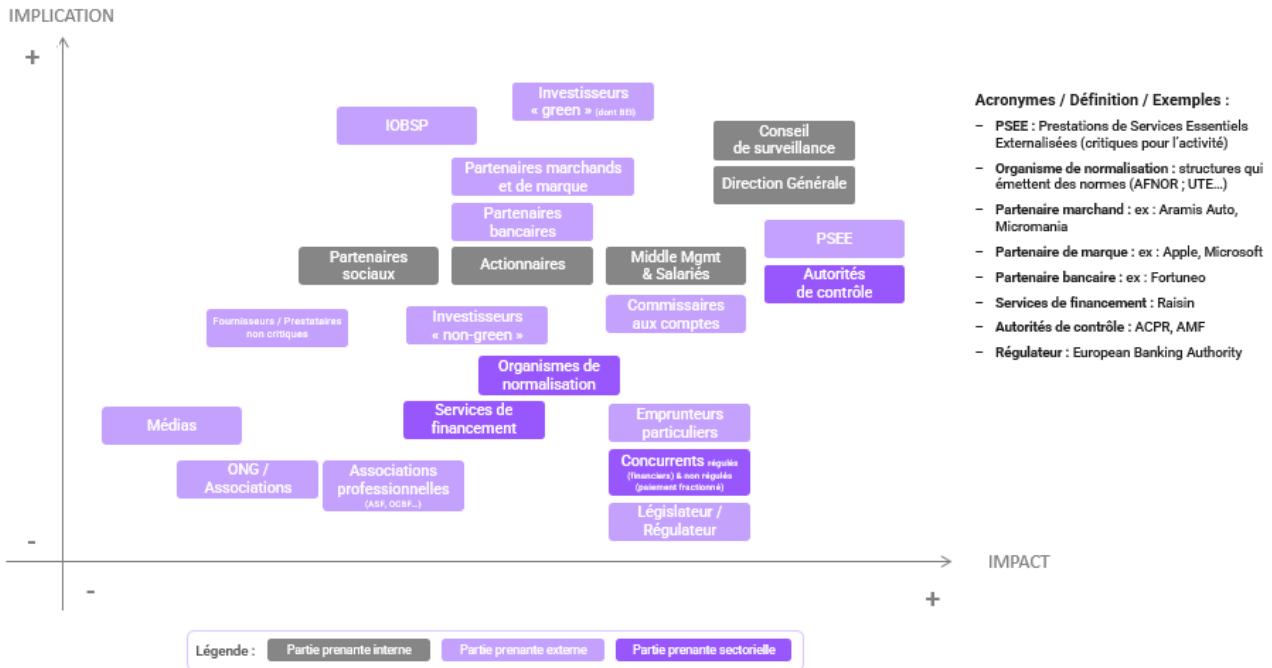 IMPLICATION
+
Investisseurs
« green » (dont BEI)
IOBSP
Conseil
de surveillance
Partenaires marchands
et de marque
Direction Générale
Partenaires
bancaires
PSEE
Partenaires
sociaux
Actionnaires
Middle Mgmt
& Salariés
Autorités
de contrôle
Fournisseurs / Prestataires
non critiques
Investisseurs
« non-green »
Commissaires
aux comptes
Organismes de
normalisation
Médias
Services de
financement
Emprunteurs
particuliers
ONG /
Associations
Associations
professionnelles
(ASF, OCBF...)
Concurrents régulés
(financiers) & non régulés
(paiement fractionné)
Législateur /
Régulateur
-
IMPACT
-
+
Acronymes / Définition / Exemples :
– PSEE : Prestations de Services Essentiels
Externalisées (critiques pour l'activité)
– Organisme de normalisation : structures qui
émettent des normes (AFNOR ; UTE...)
– Partenaire marchand : ex : Aramis Auto,
Micromania
– Partenaire de marque : ex : Apple, Microsoft
– Partenaire bancaire : ex : Fortuneo
– Services de financement : Raisin
– Autorités de contrôle : ACPR, AMF
– Régulateur : European Banking Authority
Légende :
Partie prenante interne
Partie prenante externe
Partie prenante sectorielle